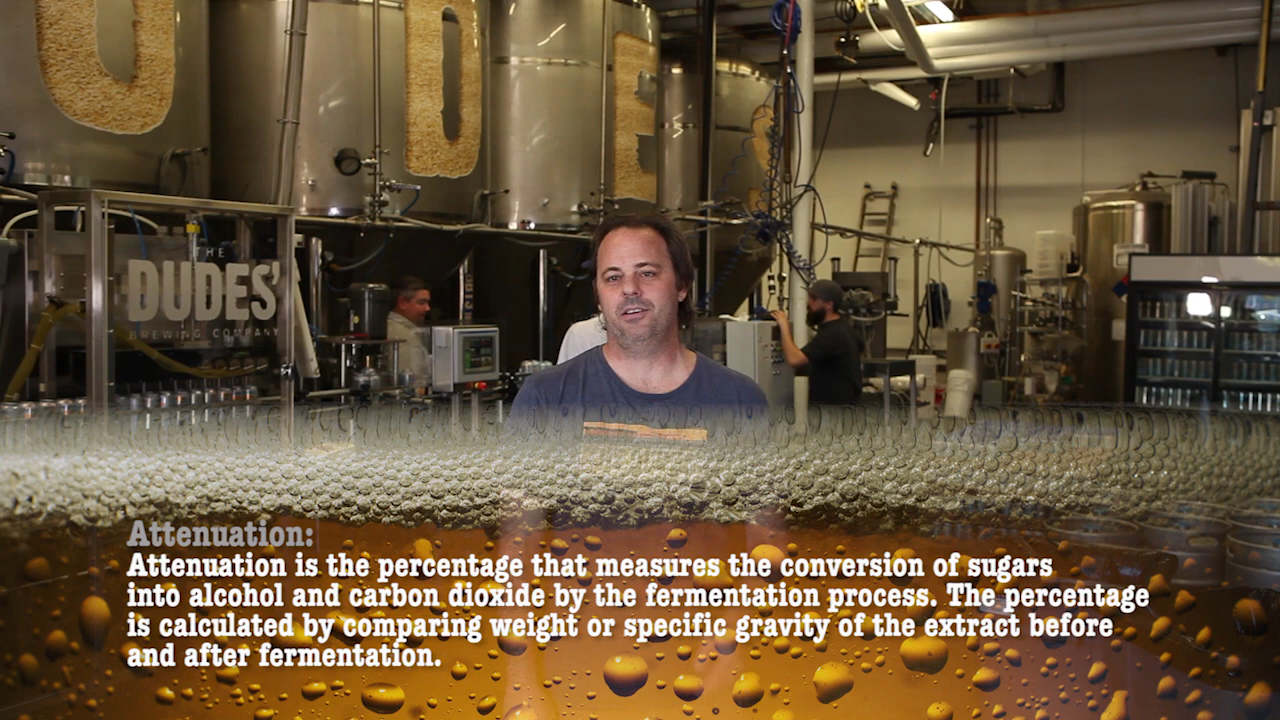 UDES
THE
DUDES'
BREWING COMPANY
Attenuation:
Attenuation is the percentage that measures the conversion of sugars
into alcohol and carbon dioxide by the fermentation process. The percentage
is calculated by comparing weight or specific gravity of the extract before
and after fermentation.